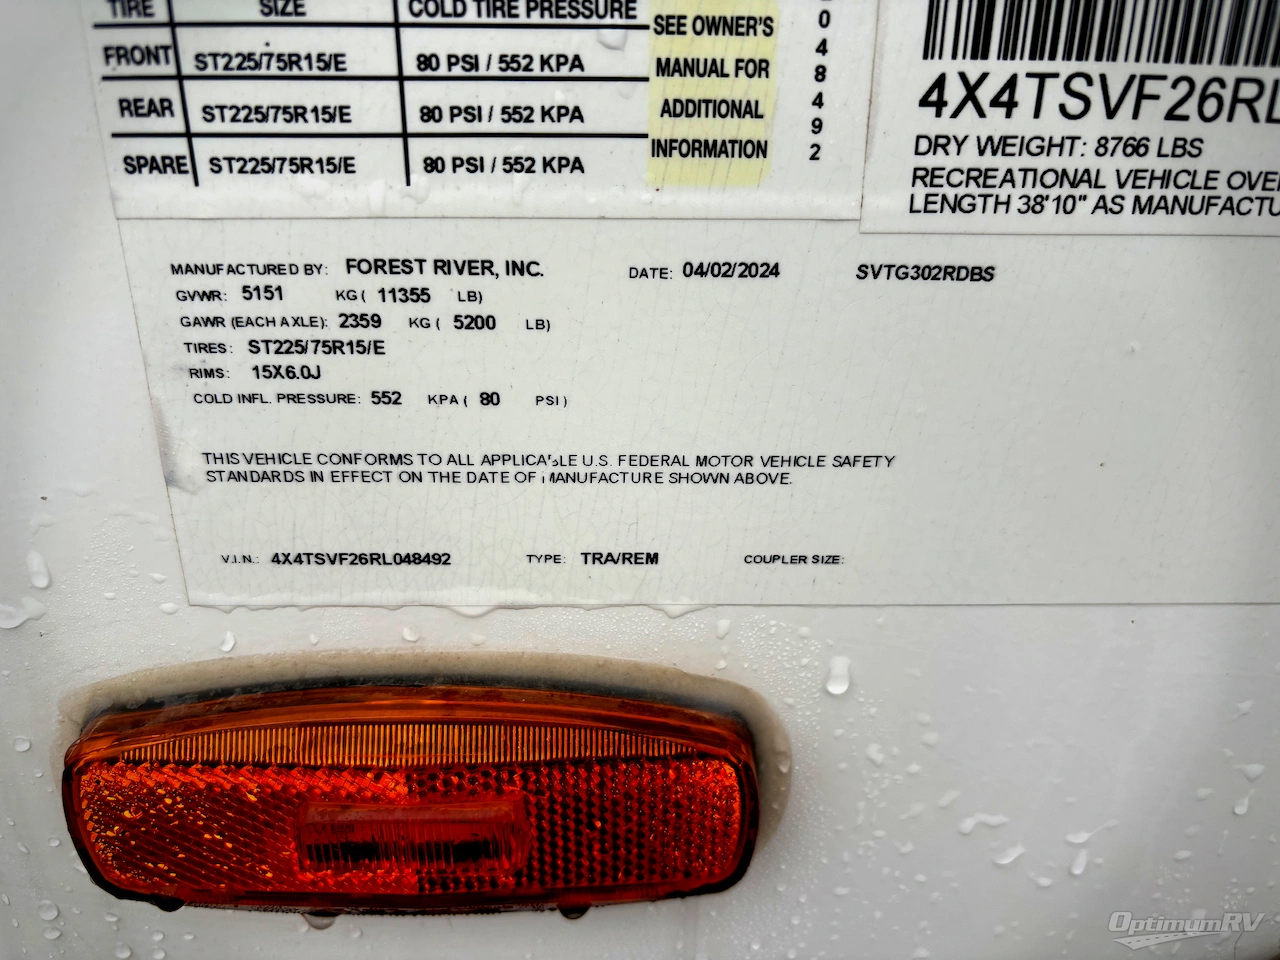 TIRE SIZE COLD TIRE PRESSURE
FRONT ST225/75R15/E 80 PSI / 552 KPA
REAR ST225/75R15/E 80 PSI / 552 KPA
SPARE ST225/75R15/E 80 PSI / 552 KPA
SEE OWNER'S
MANUAL FOR
ADDITIONAL
INFORMATION
0
4
8
4
9
2
4X4TSVF26RL
DRY WEIGHT: 8766 LBS
RECREATIONAL VEHICLE OVE
LENGTH 38'10" AS MANUFACTU
MANUFACTURED BY: FOREST RIVER, INC. DATE: 04/02/2024 SVTG302RDBS
GVWR: 5151 KG ( 11355 LB)
GAWR (EACH AXLE): 2359 KG ( 5200 LB)
TIRES: ST225/75R15/E
RIMS: 15X6.0J
COLD INFL. PRESSURE: 552 KPA ( 80 PSI )
THIS VEHICLE CONFORMS TO ALL APPLICABLE U.S. FEDERAL MOTOR VEHICLE SAFETY
STANDARDS IN EFFECT ON THE DATE OF MANUFACTURE SHOWN ABOVE.
V.I.N.: 4X4TSVF26RL048492 TYPE: TRA/REM COUPLER SIZE:
OptimumRV